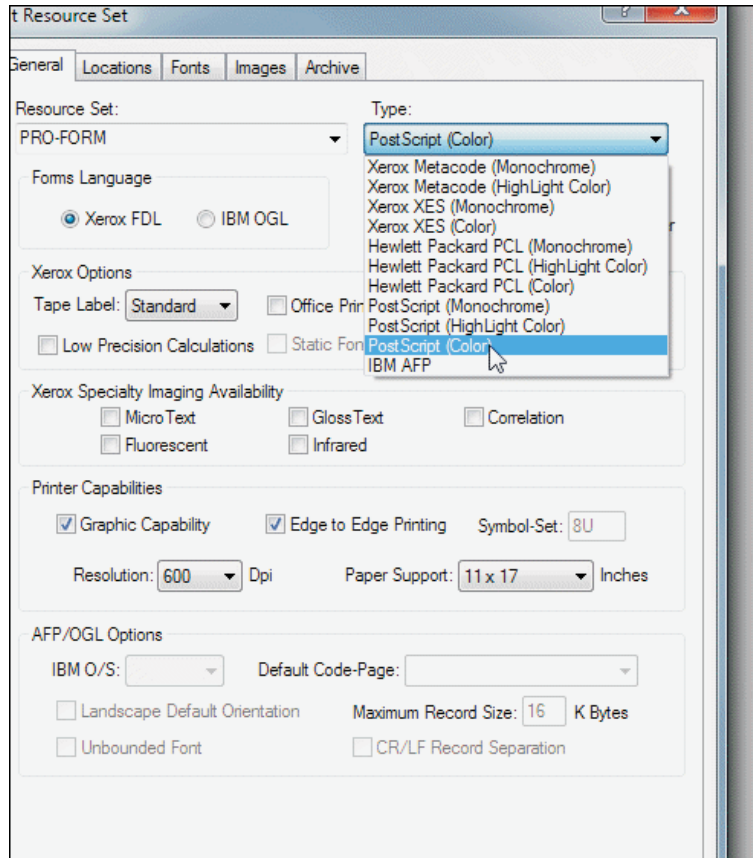 t Resource Set
?
General Locations Fonts Images Archive
Resource Set:
Type:
PRO-FORM
PostScript (Color)
Xerox Metacode (Monochrome)
Xerox Metacode (HighLight Color)
Xerox XES (Monochrome)
Xerox XES (Color)
Hewlett Packard PCL (Monochrome)
Hewlett Packard PCL (HighLight Color)
Hewlett Packard PCL (Color)
PostScript (Monochrome)
PostScript (HighLight Color)
PostScript (Color)
IBM AFP
Forms Language
Xerox FDL IBM OGL
r
Xerox Options
Tape Label: Standard Office Prin
Low Precision Calculations Static Fon
Xerox Specialty Imaging Availability
MicroText GlossText Correlation
Fluorescent Infrared
Printer Capabilities
Graphic Capability Edge to Edge Printing Symbol-Set: 8U
Resolution: 600 Dpi Paper Support: 11 x 17 Inches
AFP/OGL Options
IBM O/S: Default Code-Page:
Landscape Default Orientation Maximum Record Size: 16 K Bytes
Unbounded Font CR/LF Record Separation